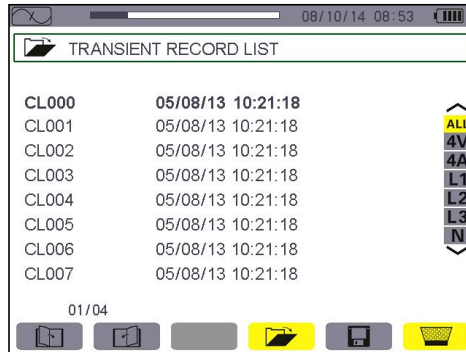 08/10/14 08:53
TRANSIENT RECORD LIST
CL000 05/08/13 10:21:18
CL001 05/08/13 10:21:18
CL002 05/08/13 10:21:18
CL003 05/08/13 10:21:18
CL004 05/08/13 10:21:18
CL005 05/08/13 10:21:18
CL006 05/08/13 10:21:18
CL007 05/08/13 10:21:18
ALL
4V
4A
L1
L2
L3
N
01/04